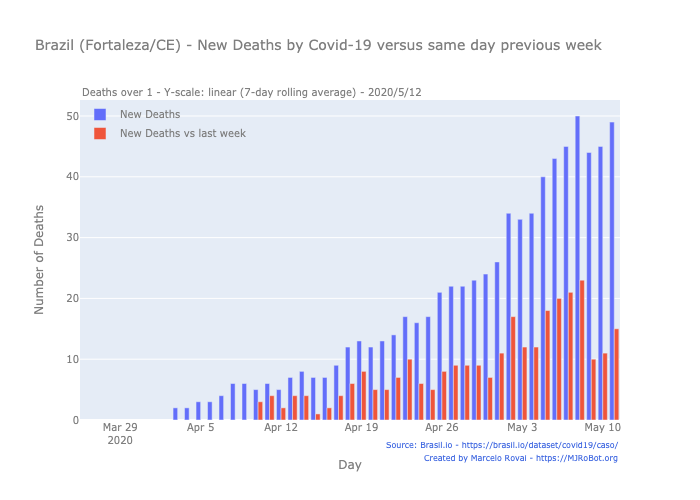 Brazil (Fortaleza/CE) - New Deaths by Covid-19 versus same day previous week
Deaths over 1 - Y-scale: linear (7-day rolling average) - 2020/5/12
New Deaths
New Deaths vs last week
Number of Deaths
50
40
30
20
10
0
Mar 29 Apr 5 Apr 12 Apr 19 Apr 26 May 3 May 10
2020
Day
Source: Brasil.io - https://brasil.io/dataset/covid19/caso/
Created by Marcelo Rovai - https://MJRoBot.org